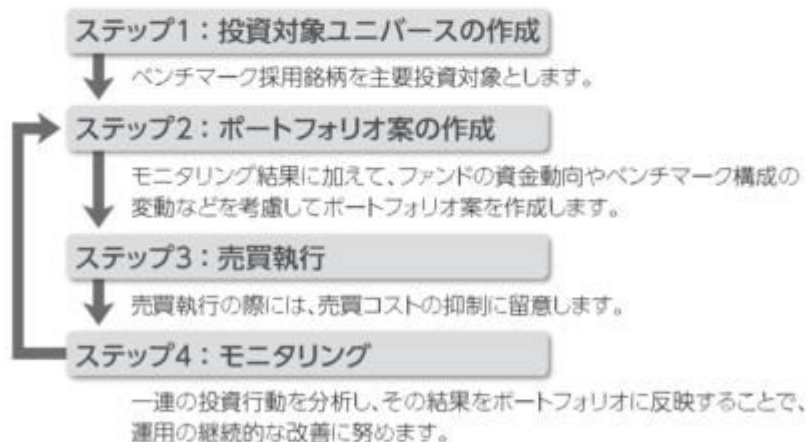 ステップ1：投資対象ユニバースの作成
ベンチマーク採用銘柄を主要投資対象とします。
ステップ2：ポートフォリオ案の作成
モニタリング結果に加えて、ファンドの資金動向やベンチマーク構成の
変動などを考慮してポートフォリオ案を作成します。
ステップ3：売買執行
売買執行の際には、売買コストの抑制に留意します。
ステップ4：モニタリング
一連の投資行動を分析し、その結果をポートフォリオに反映することで、
運用の継続的な改善に努めます。